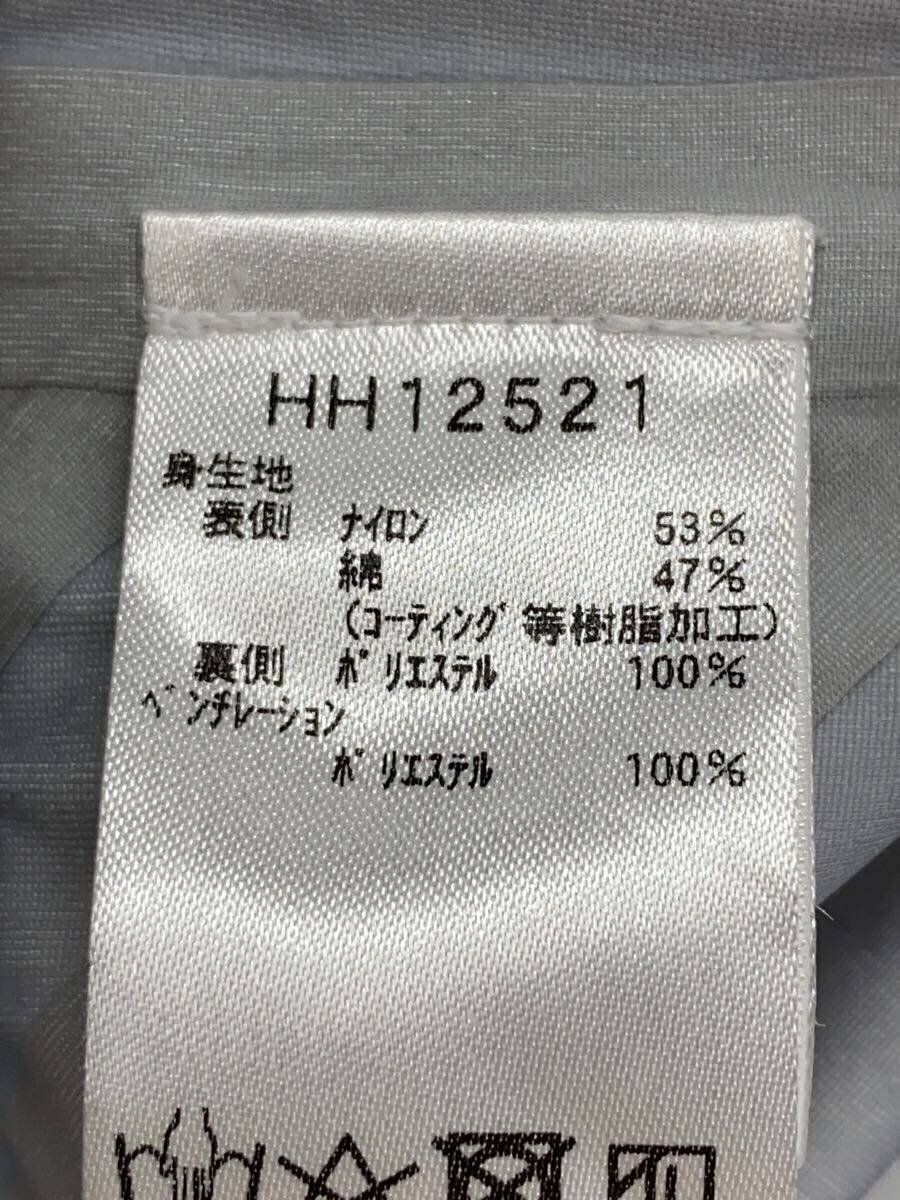 HH12521
身生地
表側 ナイロン 53%
綿 47%
(コーティング等樹脂加工)
裏側 ポリエステル 100%
ベンチレーション
ポリエステル 100%